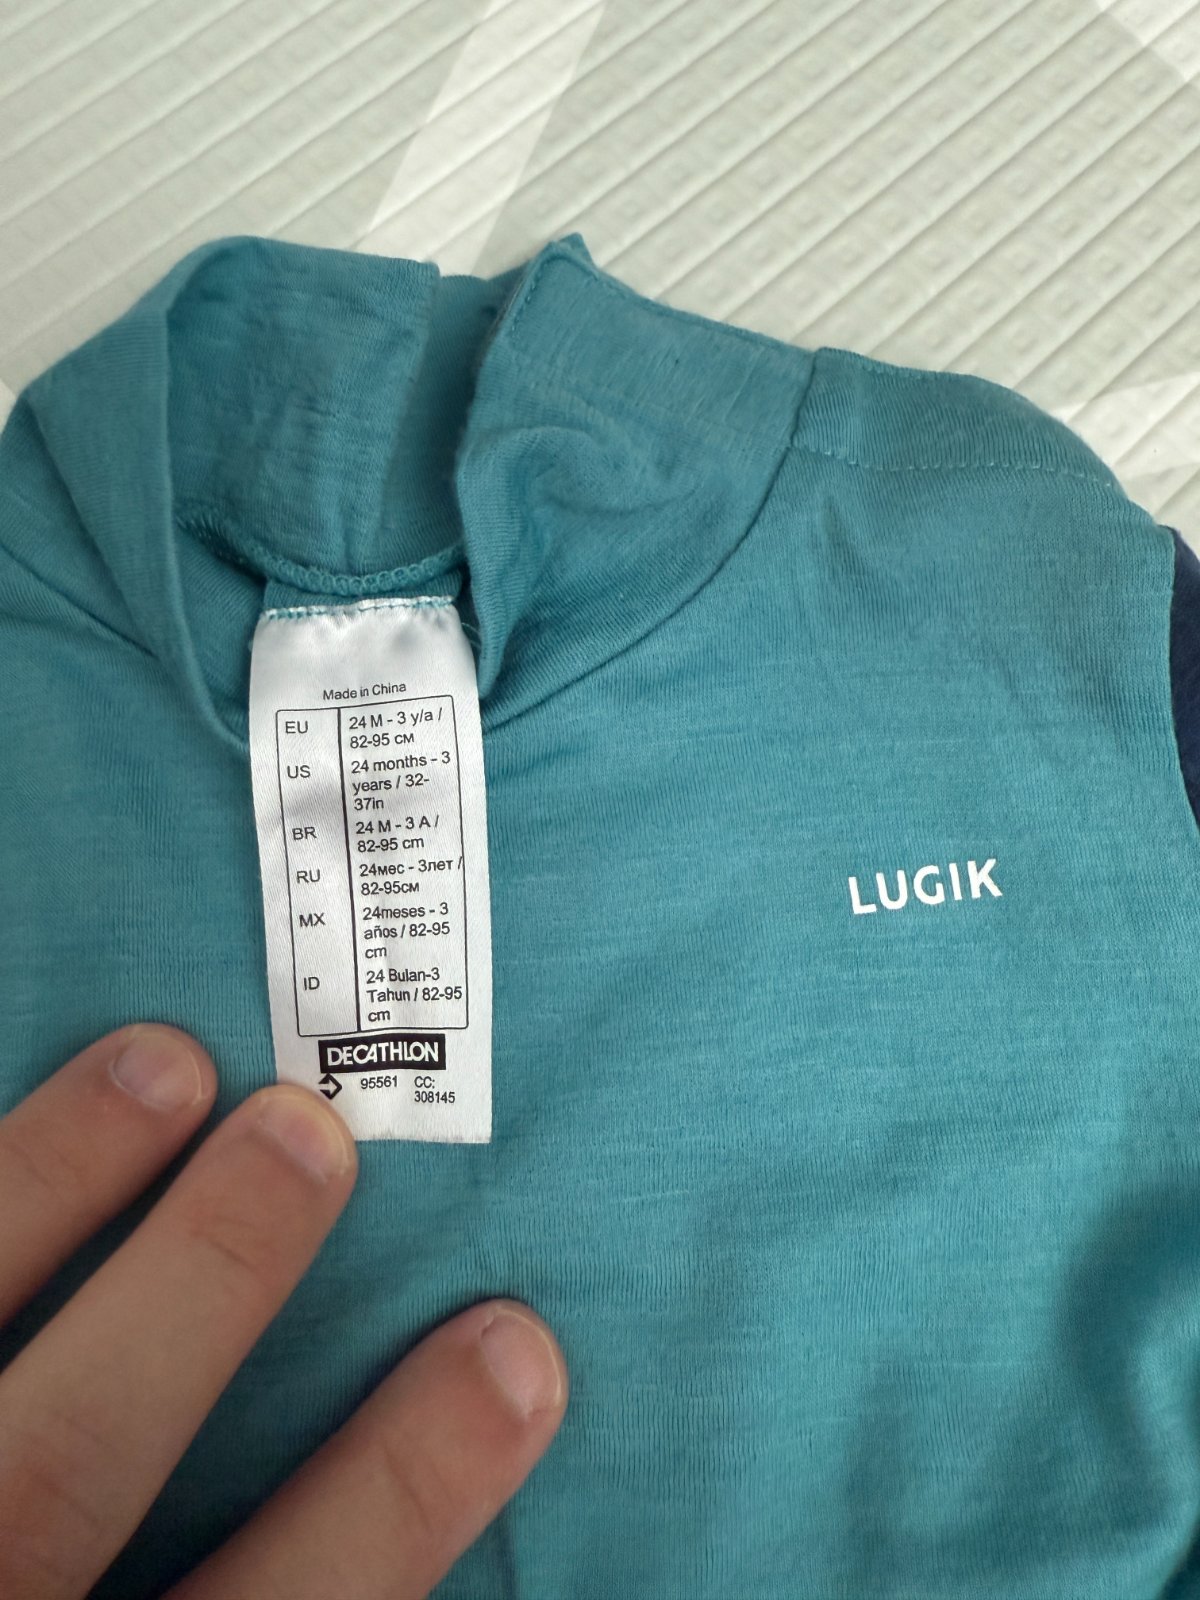 Made in China
EU 24 M - 3 y/a /
82-95 CM
US 24 months - 3
years / 32-
37in
BR 24 M - 3 A /
82-95 cm
RU 24мес - 3лет /
82-95см
MX 24meses - 3
años / 82-95
cm
ID 24 Bulan-3
Tahun / 82-95
cm
DECATHLON
95561 CC:
308145
LUGIK